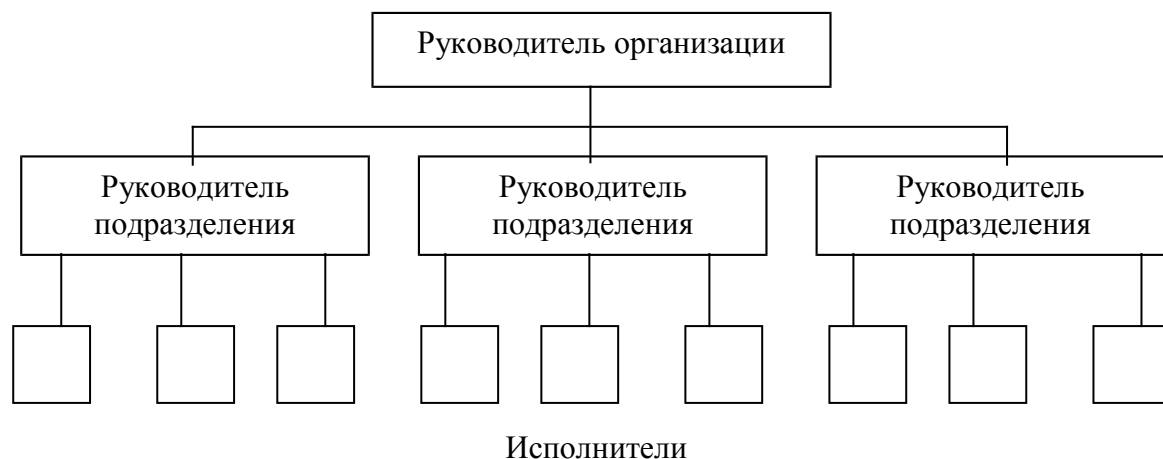 Руководитель организации
Руководитель
подразделения
Руководитель
подразделения
Руководитель
подразделения
Исполнители